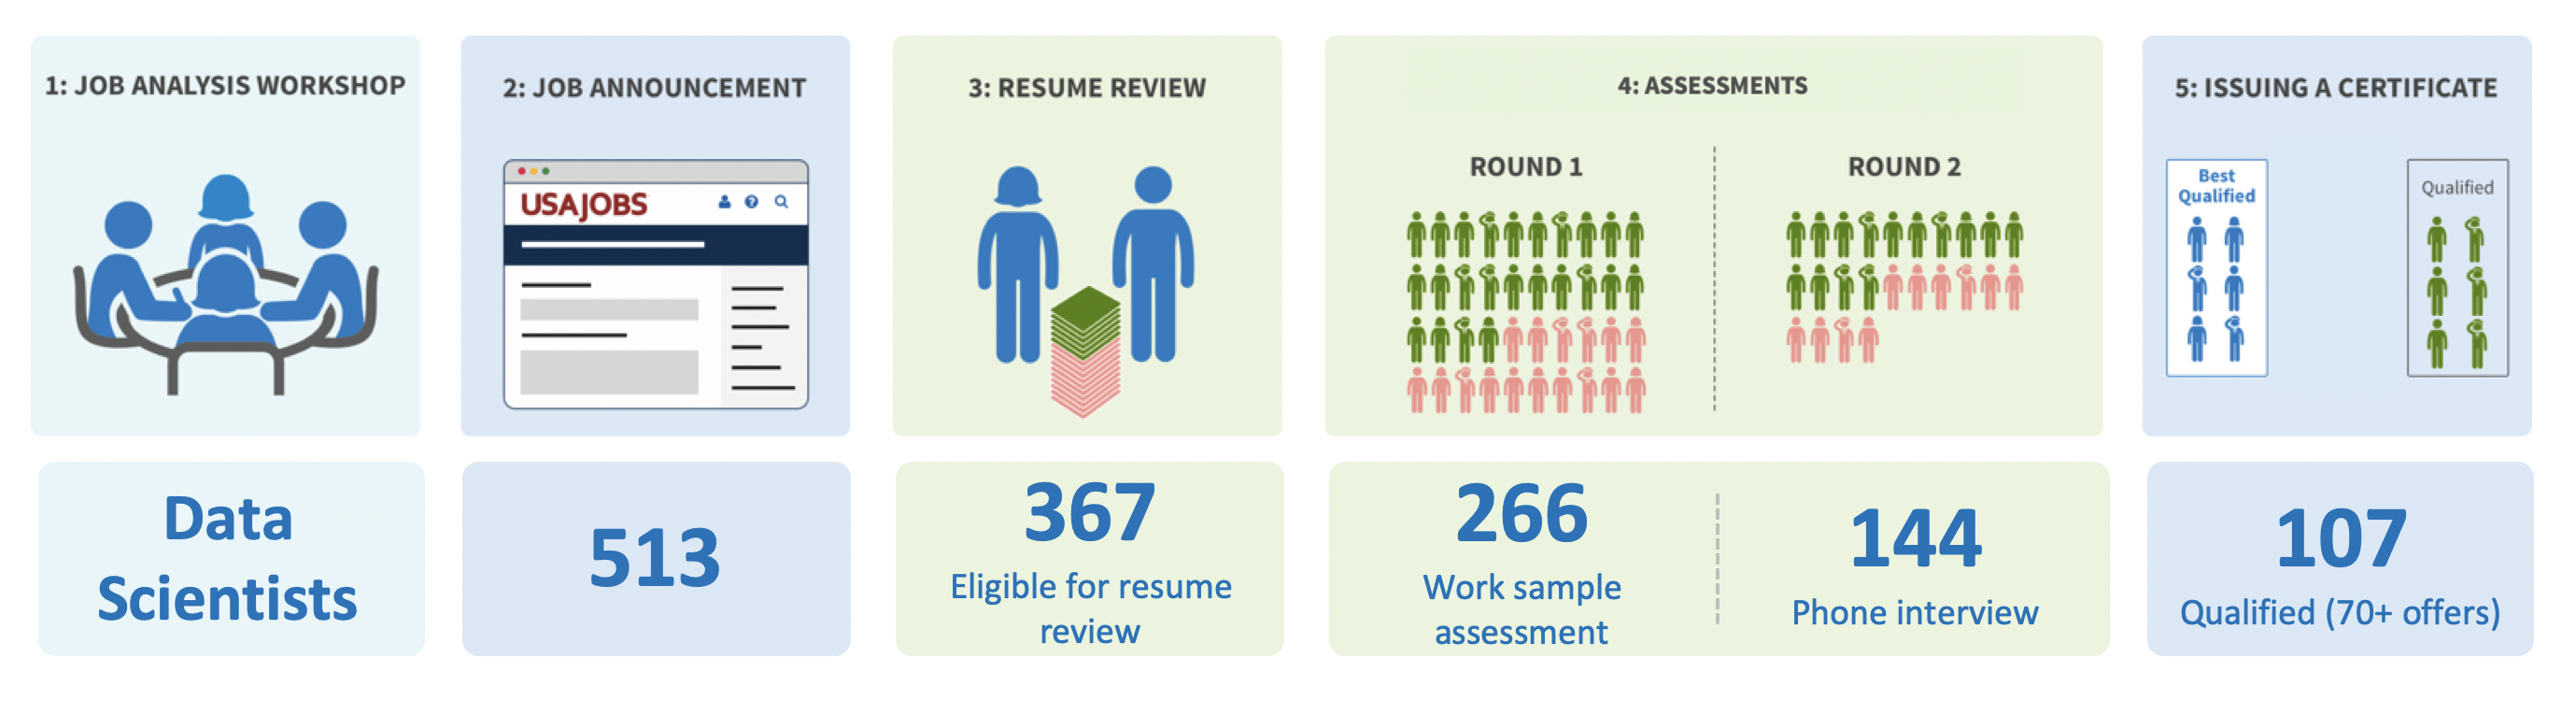 1: JOB ANALYSIS WORKSHOP
2: JOB ANNOUNCEMENT
USAJOBS
3: RESUME REVIEW
4: ASSESSMENTS
ROUND 1
ROUND 2
5: ISSUING A CERTIFICATE
Best
Qualified
Qualified
Data
Scientists
513
367
Eligible for resume
review
266
Work sample
assessment
144
Phone interview
107
Qualified (70+ offers)